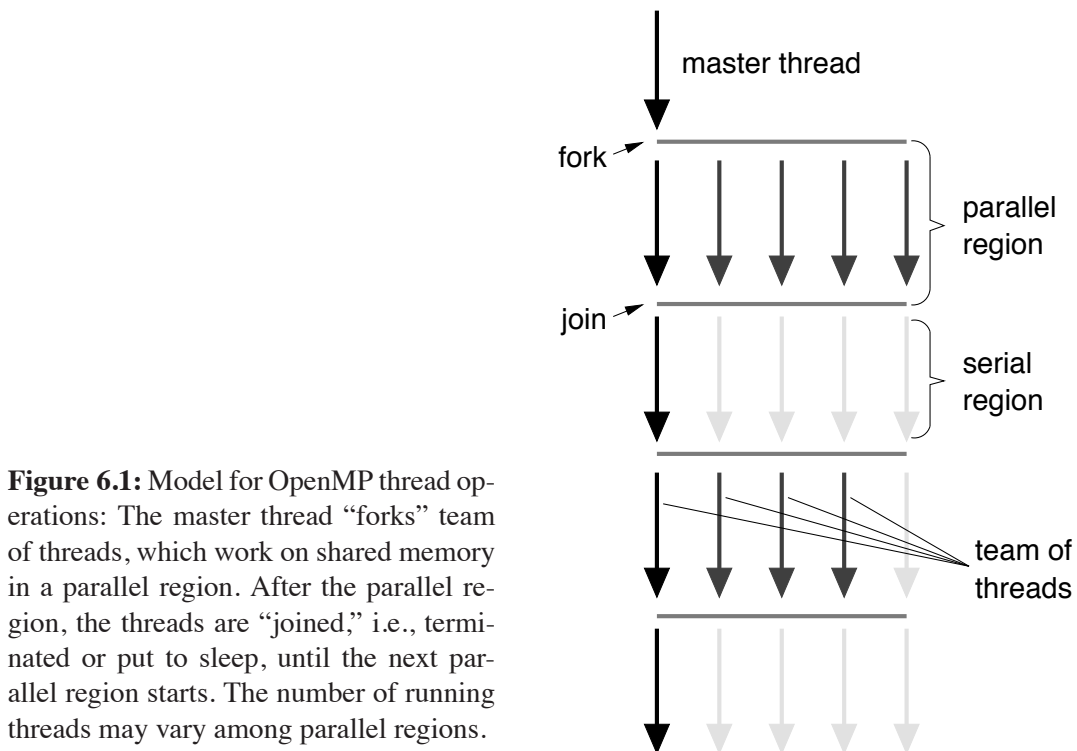 master thread
fork
parallel
region
join
serial
region
Figure 6.1: Model for OpenMP thread op-
erations: The master thread “forks” team
of threads, which work on shared memory
in a parallel region. After the parallel re-
gion, the threads are “joined,” i.e., termi-
nated or put to sleep, until the next par-
allel region starts. The number of running
threads may vary among parallel regions.
team of
threads